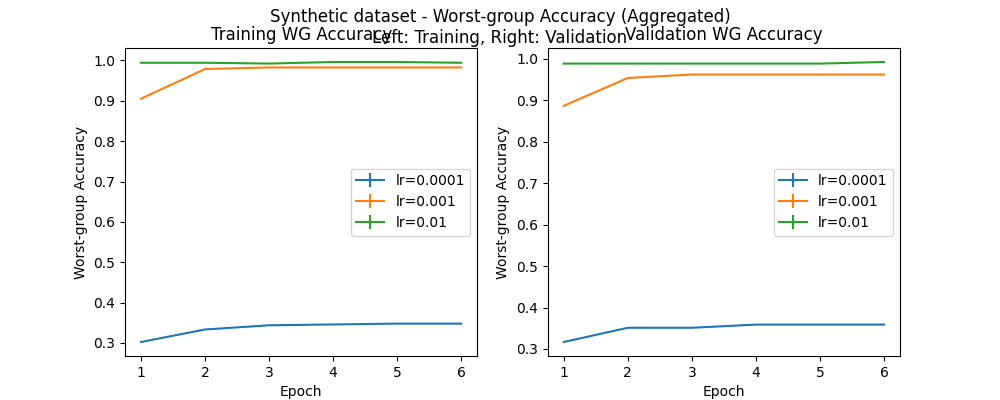 Synthetic dataset - Worst-group Accuracy (Aggregated)
Left: Training, Right: Validation
Training WG Accuracy
1.0
0.9
0.8
0.7
0.6
0.5
0.4
0.3
Worst-group Accuracy
lr=0.0001
lr=0.001
lr=0.01
1 2 3 4 5 6
Epoch
Validation WG Accuracy
1.0
0.9
0.8
0.7
0.6
0.5
0.4
0.3
Worst-group Accuracy
lr=0.0001
lr=0.001
lr=0.01
1 2 3 4 5 6
Epoch